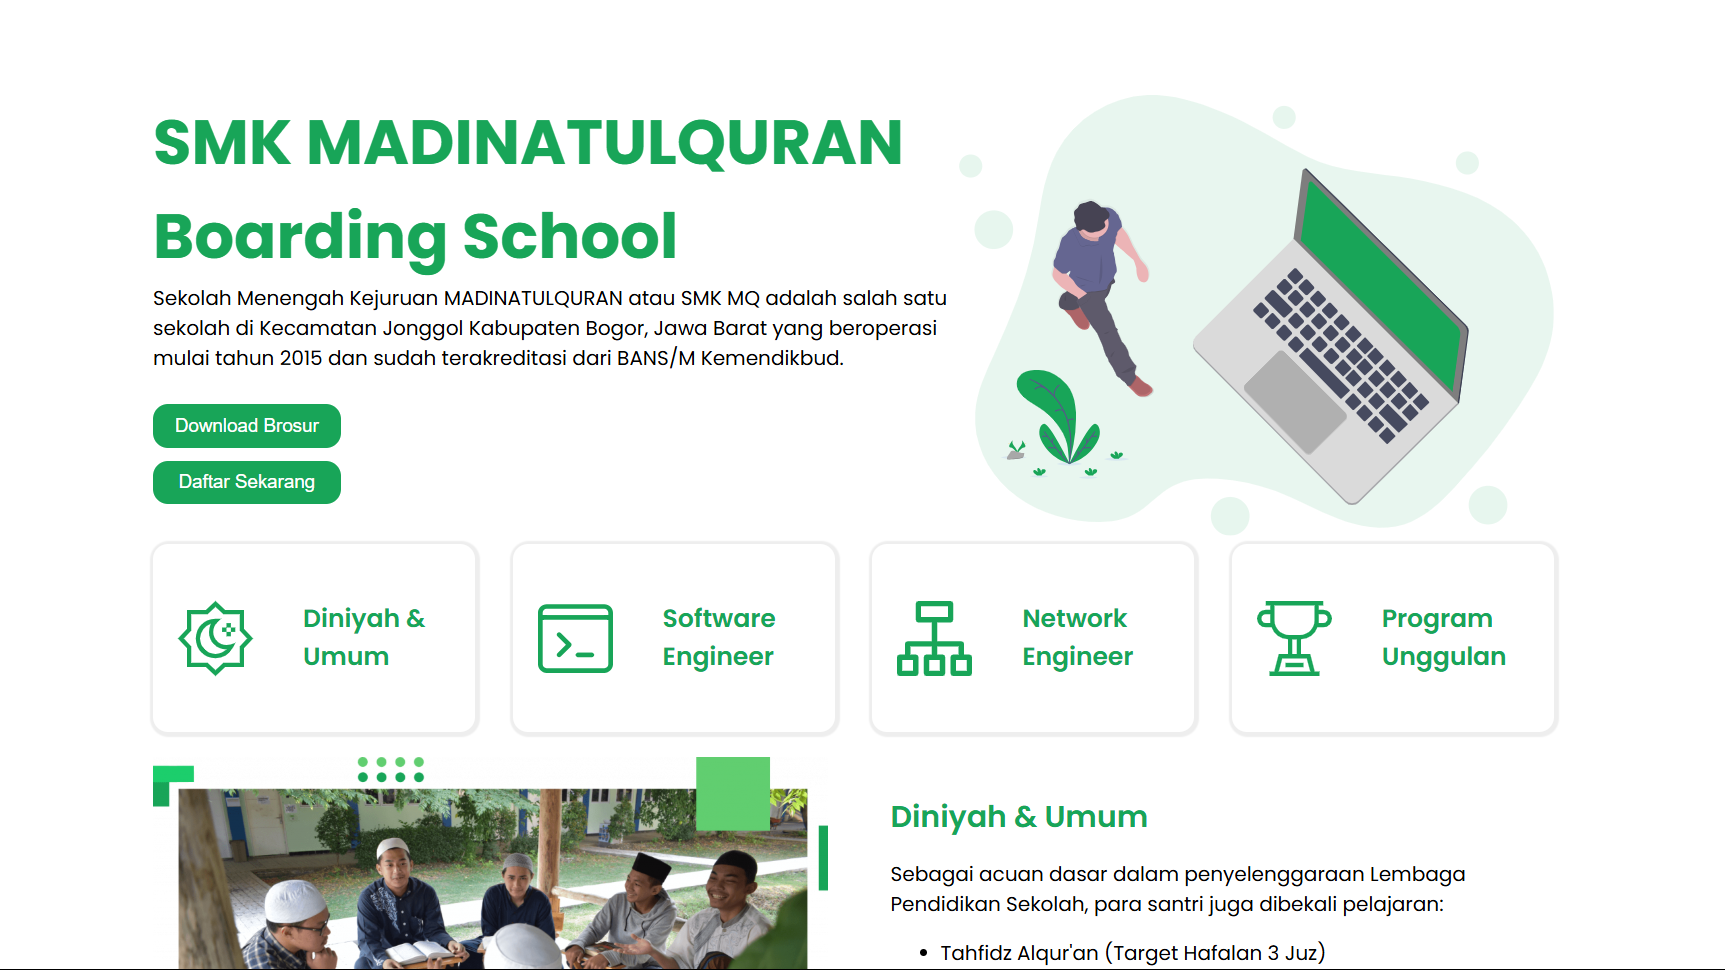 SMK MADINATULQURAN
Boarding School
Sekolah Menengah Kejuruan MADINATULQURAN atau SMK MQ adalah salah satu
sekolah di Kecamatan Jonggol Kabupaten Bogor, Jawa Barat yang beroperasi
mulai tahun 2015 dan sudah terakreditasi dari BANS/M Kemendikbud.
Download Brosur
Daftar Sekarang
Diniyah &
Umum
Software
Engineer
Network
Engineer
Program
Unggulan
Diniyah & Umum
Sebagai acuan dasar dalam penyelenggaraan Lembaga
Pendidikan Sekolah, para santri juga dibekali pelajaran:
• Tahfidz Alqur'an (Target Hafalan 3 Juz)